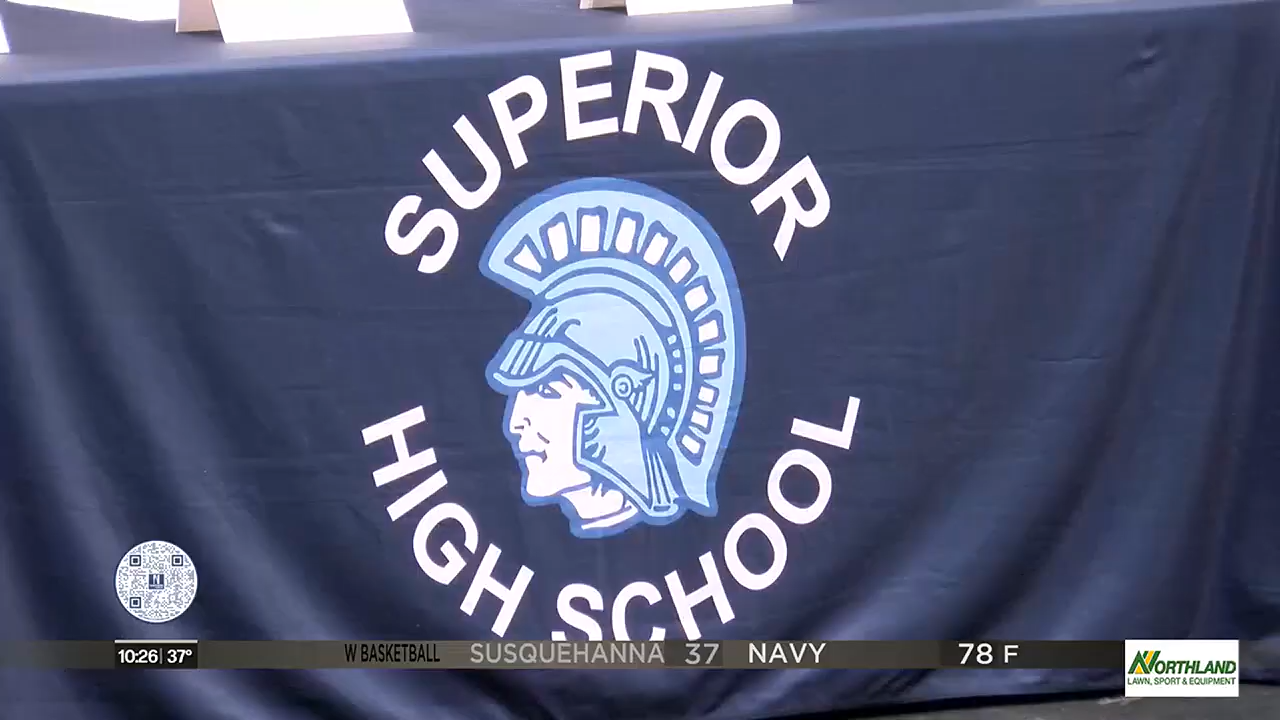 SUPERIOR
HIGH SCHOOL
10:26 37°
W BASKETBALL SUSQUEHANNA 37 NAVY 78 F
NORTHLAND
LAWN, SPORT & EQUIPMENT